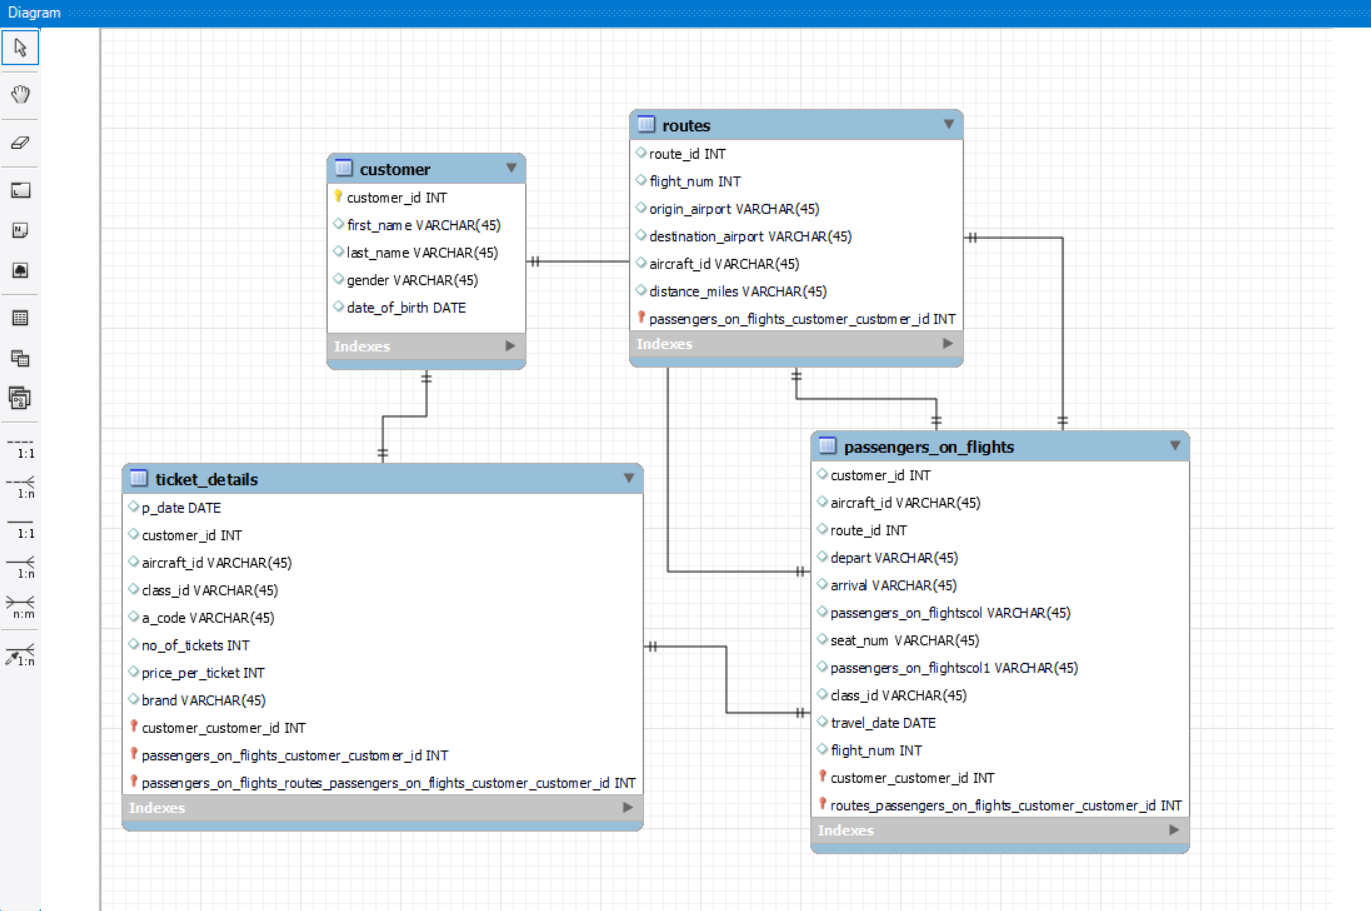 Diagram
1:1
1:n
1:1
1:n
n:m
1:n
customer
customer_id INT
first_name VARCHAR(45)
last_name VARCHAR(45)
gender VARCHAR(45)
date_of_birth DATE
Indexes
routes
route_id INT
flight_num INT
origin_airport VARCHAR(45)
destination_airport VARCHAR(45)
aircraft_id VARCHAR(45)
distance_miles VARCHAR(45)
passengers_on_flights_customer_customer_id INT
Indexes
ticket_details
p_date DATE
customer_id INT
aircraft_id VARCHAR(45)
class_id VARCHAR(45)
a_code VARCHAR(45)
no_of_tickets INT
price_per_ticket INT
brand VARCHAR(45)
customer_customer_id INT
passengers_on_flights_customer_customer_id INT
passengers_on_flights_routes_passengers_on_flights_customer_customer_id INT
Indexes
passengers_on_flights
customer_id INT
aircraft_id VARCHAR(45)
route_id INT
depart VARCHAR(45)
arrival VARCHAR(45)
passengers_on_flightscol VARCHAR(45)
seat_num VARCHAR(45)
passengers_on_flightscol1 VARCHAR(45)
class_id VARCHAR(45)
travel_date DATE
flight_num INT
customer_customer_id INT
routes_passengers_on_flights_customer_customer_id INT
Indexes